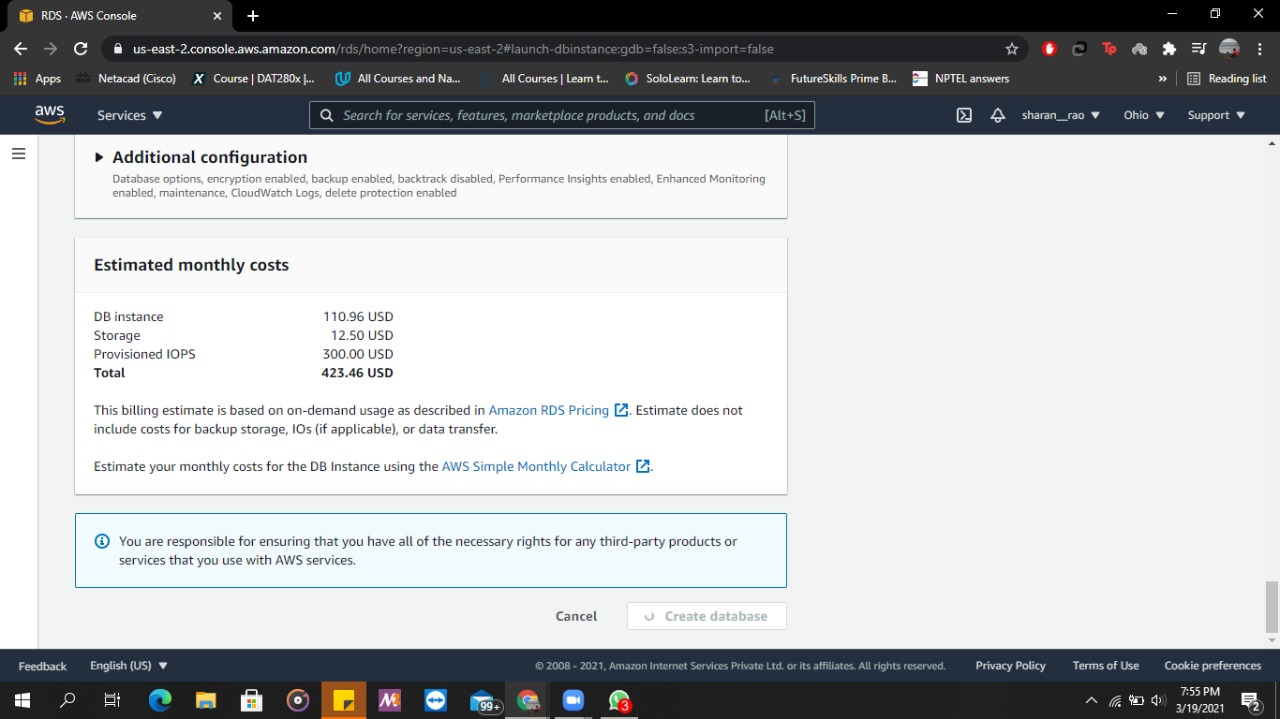 RDS - AWS Console
us-east-2.console.aws.amazon.com/rds/home?region=us-east-2#launch-dbinstance:gdb=false;s3-import=false
Apps Netacad (Cisco) Course | DAT280x |... All Courses and Na... All Courses | Learn t... SoloLearn: Learn to... FutureSkills Prime B... NPTEL answers » Reading list
aws Services Search for services, features, marketplace products, and docs [Alt+S] sharan__rao Ohio Support
Additional configuration
Database options, encryption enabled, backup enabled, backtrack disabled, Performance Insights enabled, Enhanced Monitoring
enabled, maintenance, CloudWatch Logs, delete protection enabled
Estimated monthly costs
DB instance 110.96 USD
Storage 12.50 USD
Provisioned IOPS 300.00 USD
Total 423.46 USD
This billing estimate is based on on-demand usage as described in Amazon RDS Pricing. Estimate does not
include costs for backup storage, IOs (if applicable), or data transfer.
Estimate your monthly costs for the DB Instance using the AWS Simple Monthly Calculator.
You are responsible for ensuring that you have all of the necessary rights for any third-party products or
services that you use with AWS services.
Cancel Create database
Feedback English (US) © 2008 - 2021, Amazon Internet Services Private Ltd. or its affiliates. All rights reserved. Privacy Policy Terms of Use Cookie preferences
99+ 3 7:55 PM
3/19/2021 2